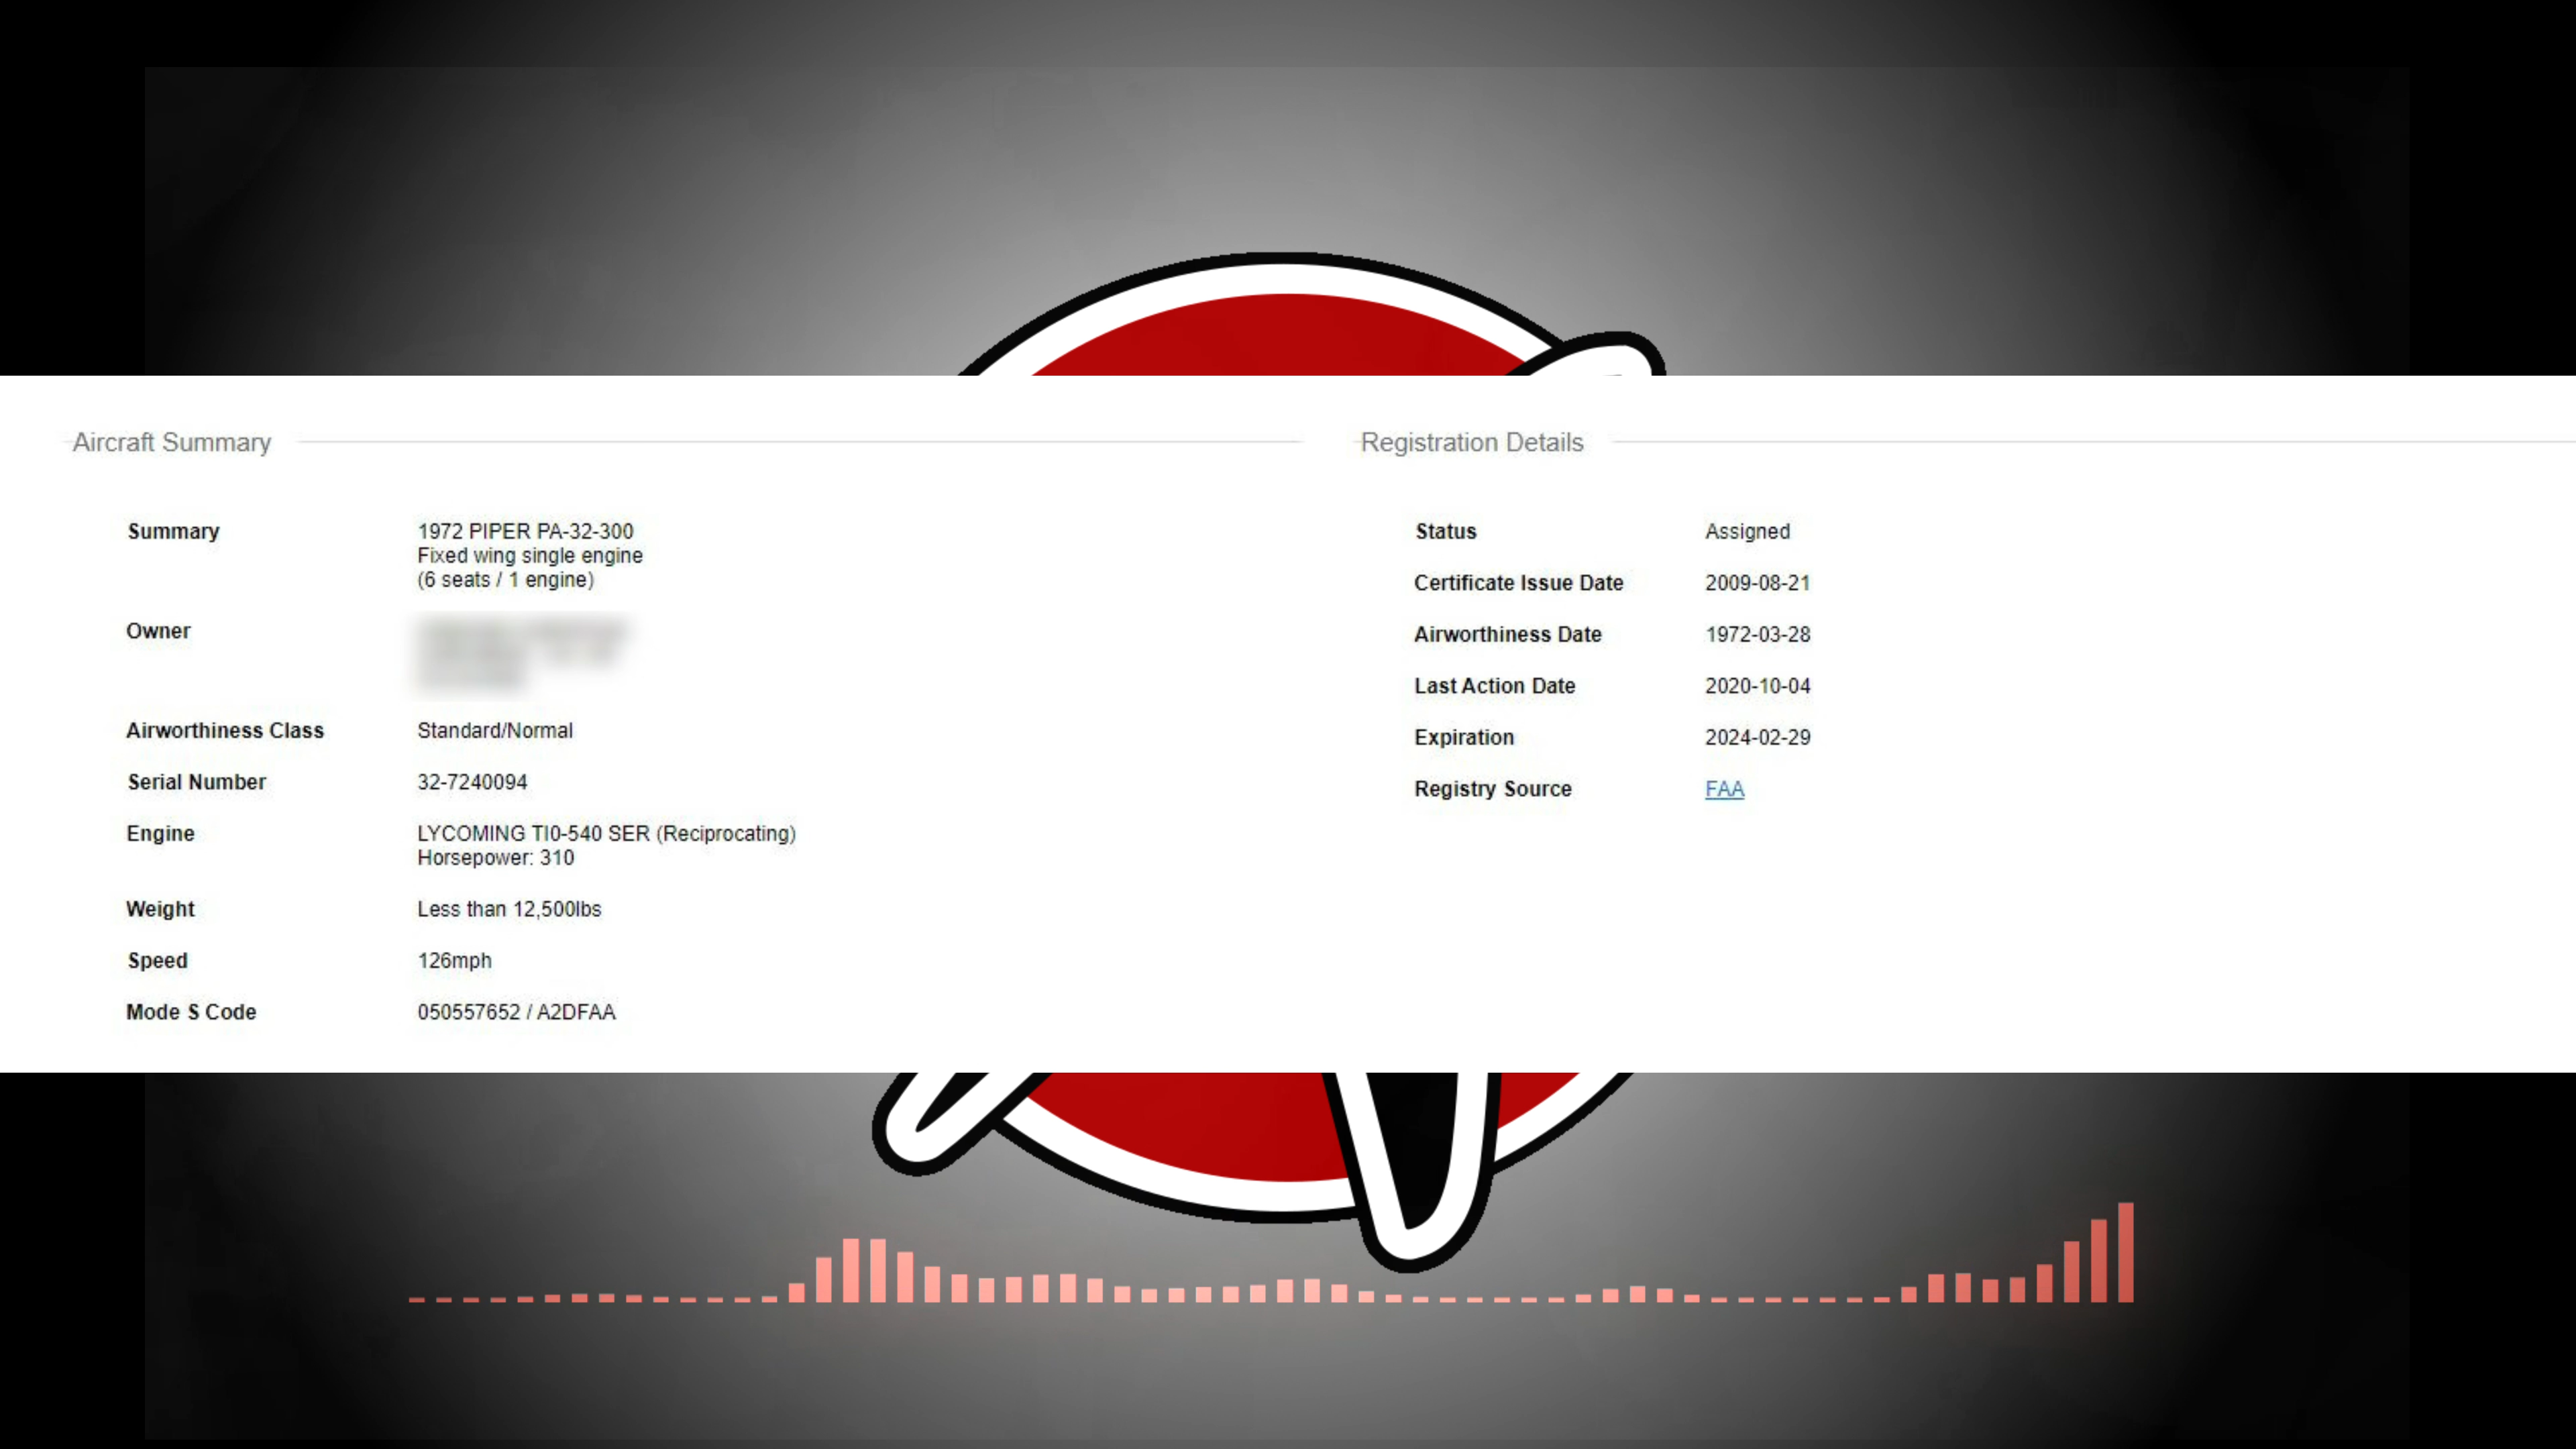 Aircraft Summary
Summary
1972 PIPER PA-32-300
Fixed wing single engine
(6 seats / 1 engine)
Owner
Airworthiness Class
Standard/Normal
Serial Number
32-7240094
Engine
LYCOMING TI0-540 SER (Reciprocating)
Horsepower: 310
Weight
Less than 12,500lbs
Speed
126mph
Mode S Code
050557652 / A2DFAA
Registration Details
Status
Assigned
Certificate Issue Date
2009-08-21
Airworthiness Date
1972-03-28
Last Action Date
2020-10-04
Expiration
2024-02-29
Registry Source
FAA